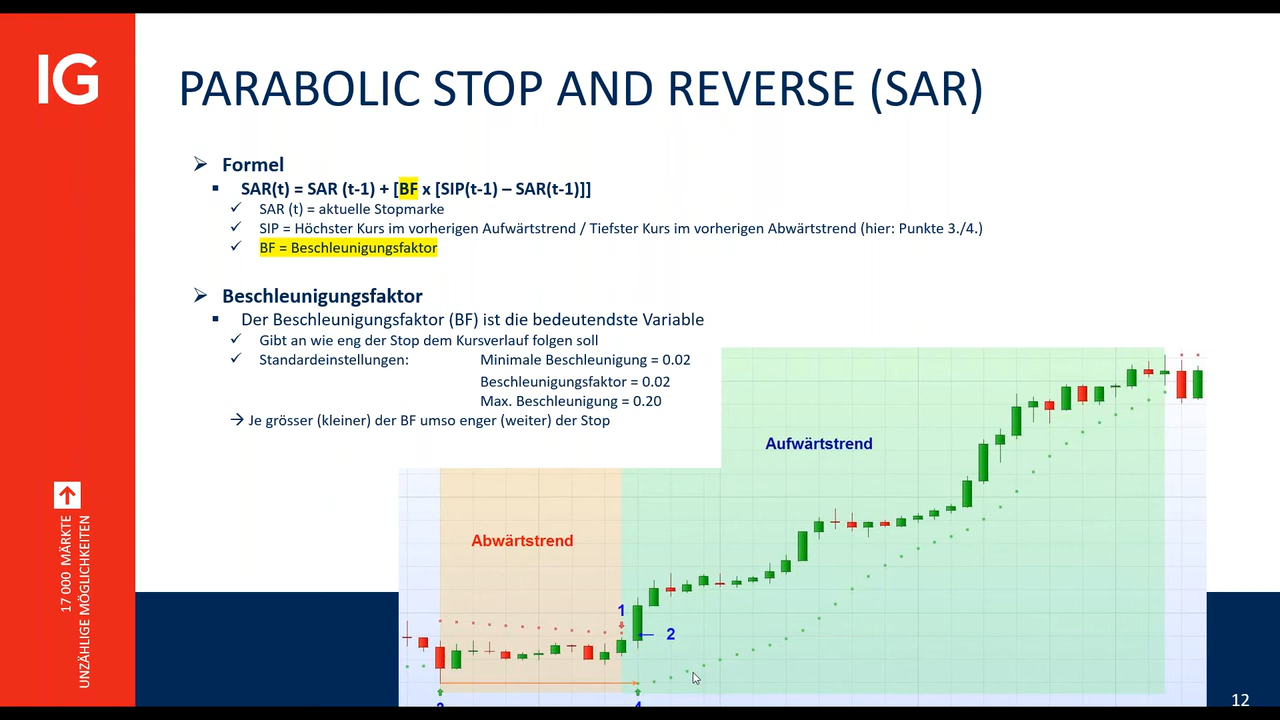 IG
PARABOLIC STOP AND REVERSE (SAR)
Formel
SAR(t) = SAR (t-1) + [BF x [SIP(t-1) – SAR(t-1)]]
SAR (t) = aktuelle Stopmarke
SIP = Höchster Kurs im vorherigen Aufwärtstrend / Tiefster Kurs im vorherigen Abwärtstrend (hier: Punkte 3./4.)
BF = Beschleunigungsfaktor
Beschleunigungsfaktor
Der Beschleunigungsfaktor (BF) ist die bedeutendste Variable
Gibt an wie eng der Stop dem Kursverlauf folgen soll
Standardeinstellungen: Minimale Beschleunigung = 0.02
Beschleunigungsfaktor = 0.02
Max. Beschleunigung = 0.20
→ Je grösser (kleiner) der BF umso enger (weiter) der Stop
Aufwärtstrend
Abwärtstrend
1
2
3
4
17 000 MÄRKTE
UNZÄHLIGE MÖGLICHKEITEN
12